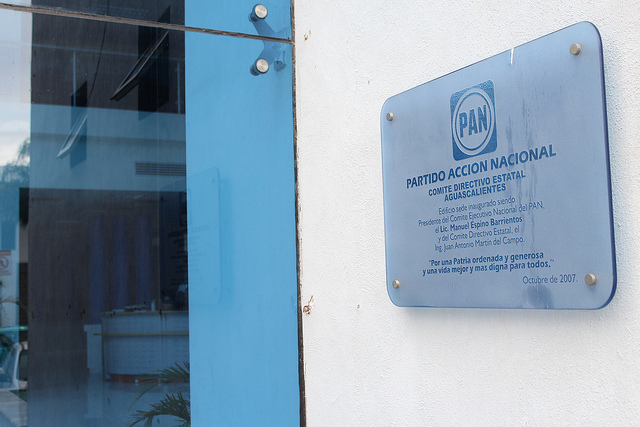 PAN
PARTIDO ACCION NACIONAL
COMITE DIRECTIVO ESTATAL
AGUASCALIENTES
Edificio sede inaugurado siendo
Presidente del Comite Ejecutivo Nacional del PAN,
el Lic. Manuel Espino Barrientos
y del Comite Directivo Estatal, el
Ing. Juan Antonio Martin del Campo.
"Por una Patria ordenada y generosa
y una vida mejor y mas digna para todos."
Octubre de 2007.